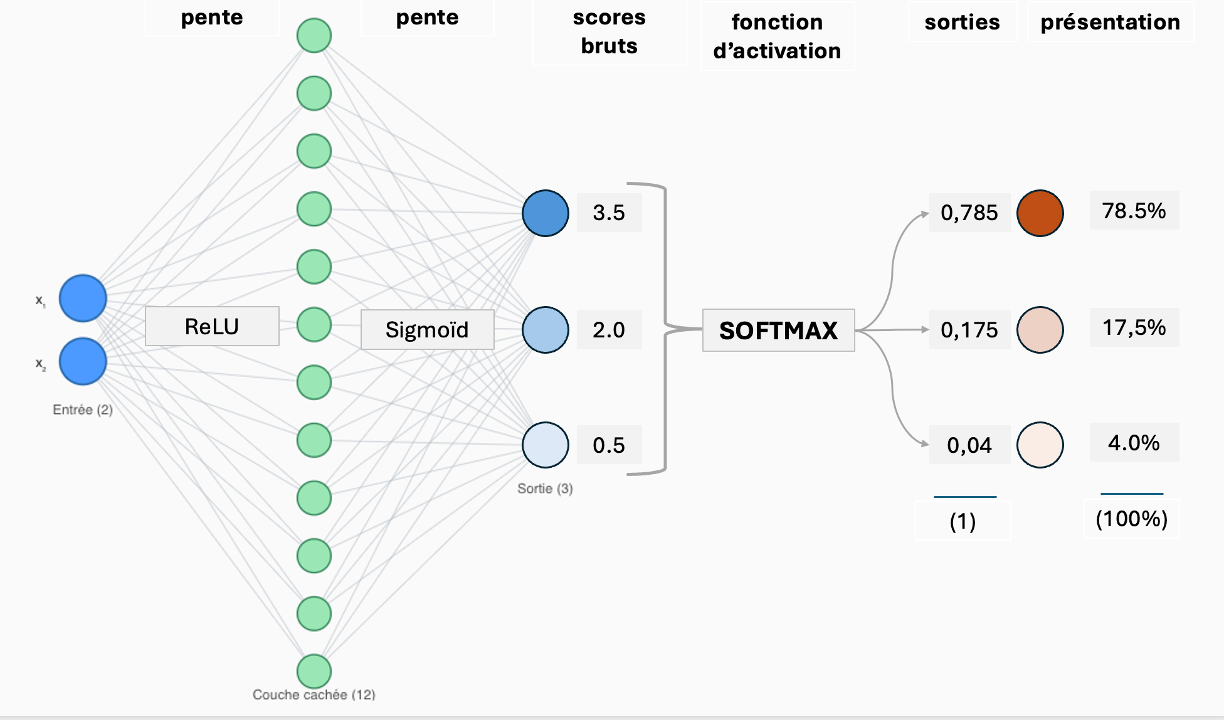 pente
pente
scores
bruts
fonction
d’activation
sorties
présentation
3.5
0,785
78.5%
x₁
ReLU
Sigmoïd
2.0
SOFTMAX
0,175
17,5%
x₂
Entrée (2)
0.5
0,04
4.0%
Sortie (3)
(1)
(100%)
Couche cachée (12)